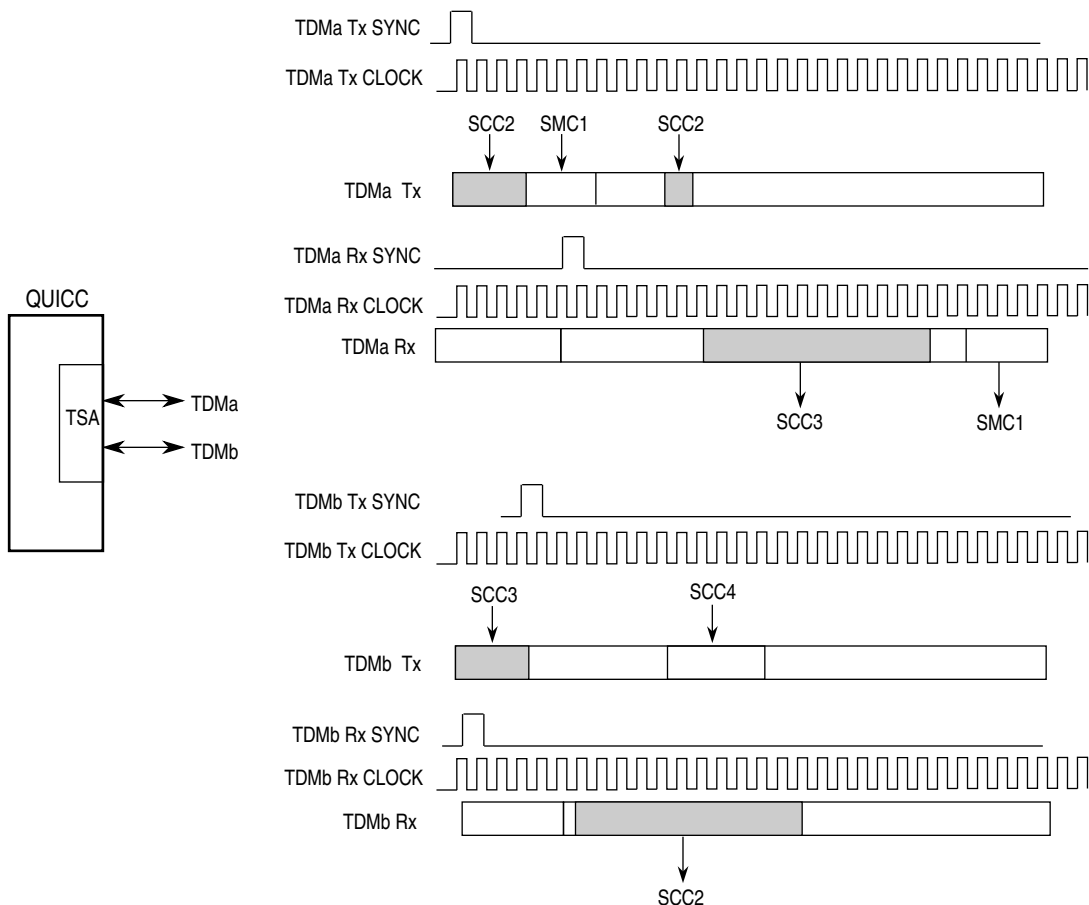 TDMa Tx SYNC
TDMa Tx CLOCK
SCC2 SMC1 SCC2
TDMa Tx
TDMa Rx SYNC
TDMa Rx CLOCK
TDMa Rx
SCC3 SMC1
QUICC
TSA
TDMa
TDMb
TDMb Tx SYNC
TDMb Tx CLOCK
SCC3 SCC4
TDMb Tx
TDMb Rx SYNC
TDMb Rx CLOCK
TDMb Rx
SCC2